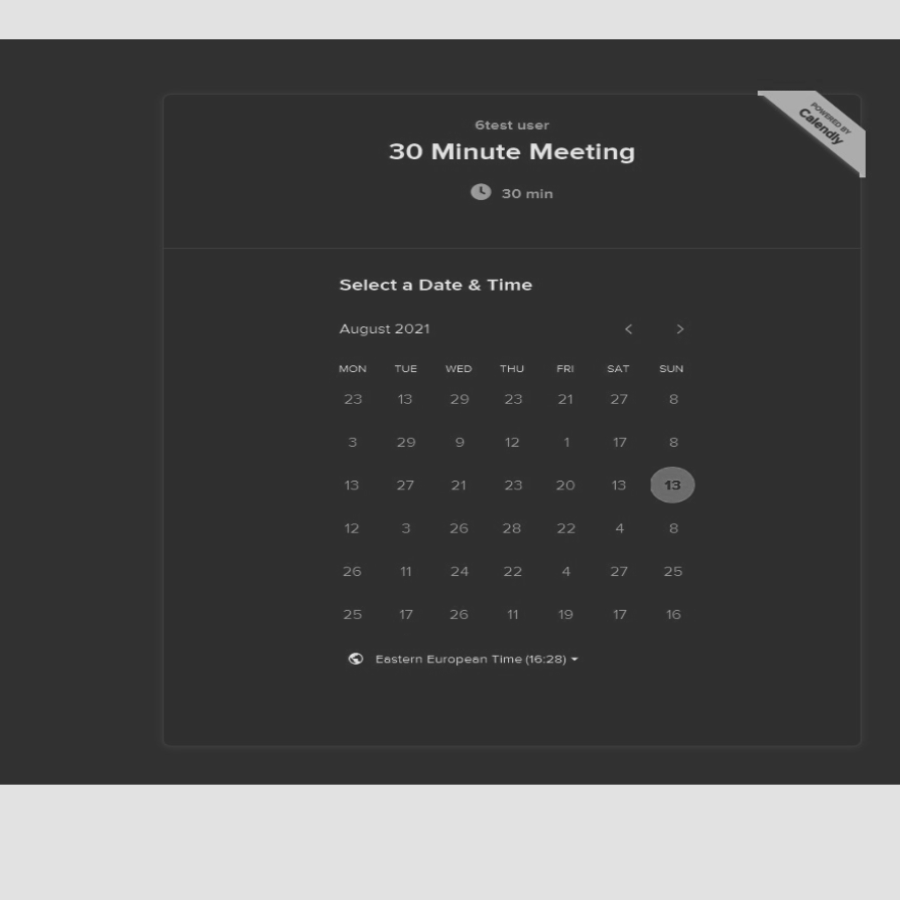 POWERED BY
Calendly
6test user
30 Minute Meeting
30 min
Select a Date & Time
August 2021
MON TUE WED THU FRI SAT SUN
23 13 29 23 21 27 8
3 29 9 12 1 17 8
13 27 21 23 20 13 13
12 3 26 28 22 4 8
26 11 24 22 4 27 25
25 17 26 11 19 17 16
Eastern European Time (16:28)